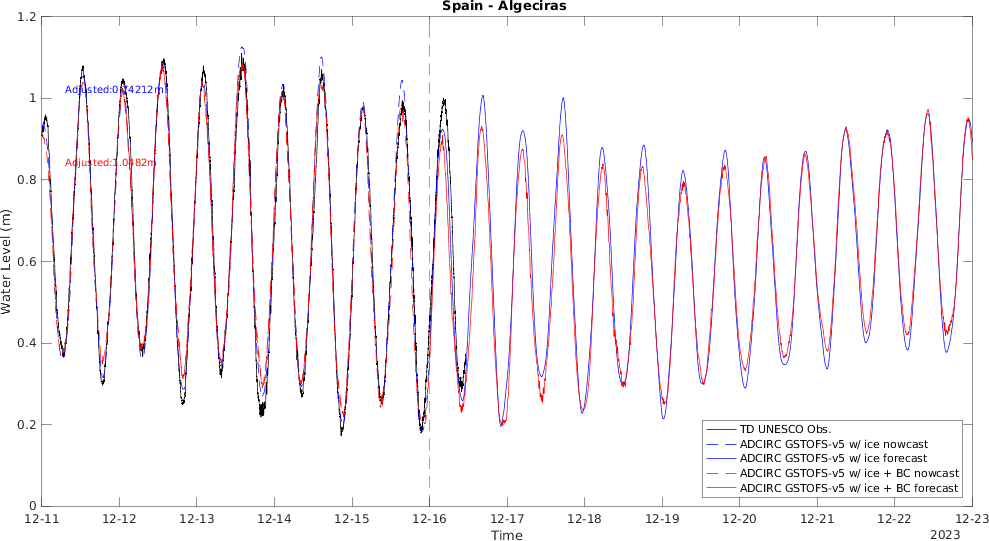 Spain - Algeciras
Water Level (m)
1.2
1
0.8
0.6
0.4
0.2
0
Adjusted:0.74212m
Adjusted:1.0482m
TD UNESCO Obs.
ADCIRC GSTOFS-v5 w/ ice nowcast
ADCIRC GSTOFS-v5 w/ ice forecast
ADCIRC GSTOFS-v5 w/ ice + BC nowcast
ADCIRC GSTOFS-v5 w/ ice + BC forecast
12-11 12-12 12-13 12-14 12-15 12-16 12-17 12-18 12-19 12-20 12-21 12-22 12-23
Time
2023